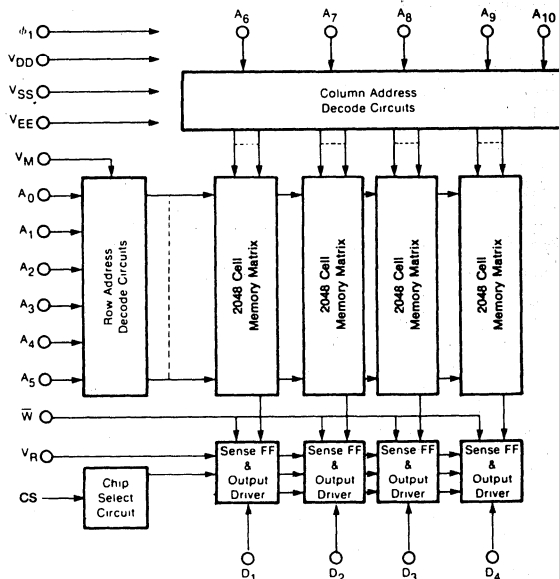 A6 A7 A8 A9 A10
ϕ1
VDD
VSS
VEE
Column Address
Decode Circuits
VM
A0
A1
A2
A3
A4
A5
Row Address
Decode Circuits
2048 Cell
Memory Matrix
2048 Cell
Memory Matrix
2048 Cell
Memory Matrix
2048 Cell
Memory Matrix
W̅
VR
CS
Chip
Select
Circuit
Sense FF
&
Output
Driver
Sense FF
&
Output
Driver
Sense FF
&
Output
Driver
Sense FF
&
Output
Driver
D1 D2 D3 D4